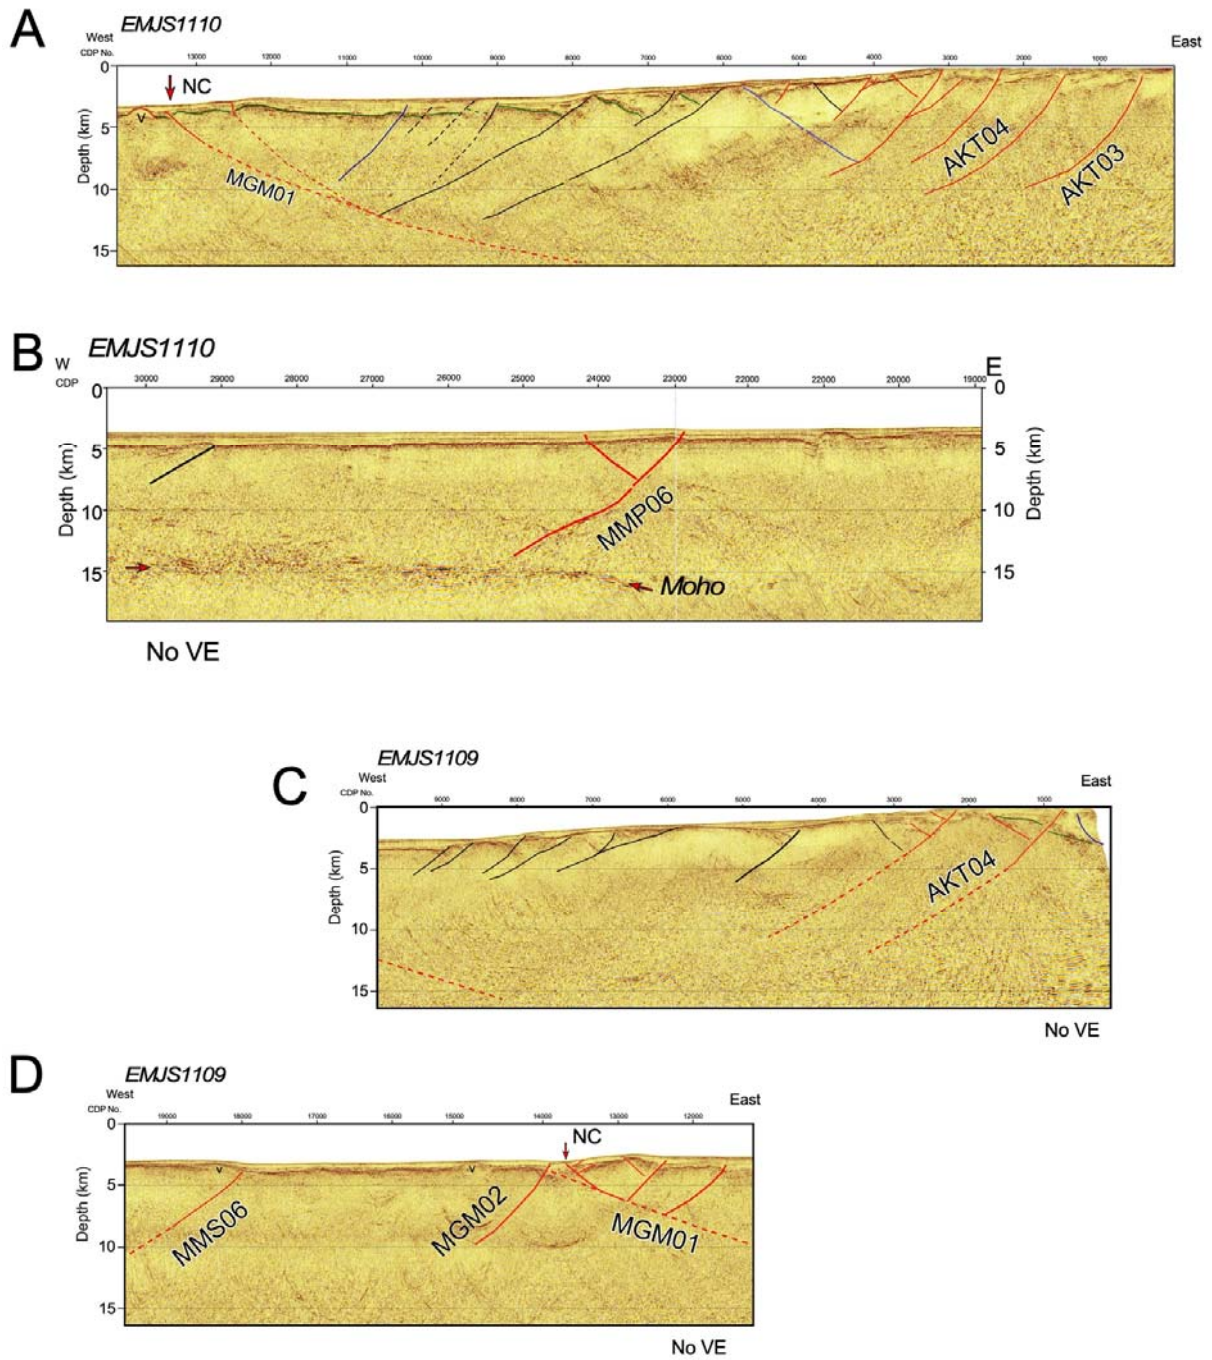 A
EMJS1110
West
East
CDP No.
13000 12000 11000 10000 9000 8000 7000 6000 5000 4000 3000 2000 1000
0
NC
v
5
Depth (km)
MGM01
AKT04
AKT03
10
15
B
EMJS1110
W
E
CDP
30000 29000 28000 27000 26000 25000 24000 23000 22000 22000 20000 19000
0 0
5 5
Depth (km)
Depth (km)
MMP06
10 10
15 15
Moho
No VE
C
EMJS1109
West
East
CDP No.
9000 8000 7000 6000 5000 4000 3000 2000 1000
0
5
Depth (km)
AKT04
10
15
No VE
D
EMJS1109
West
East
CDP No.
19000 18000 17000 16000 15000 14000 13000 12000
0
NC
v v
5
Depth (km)
MMS06
MGM02
MGM01
10
15
No VE